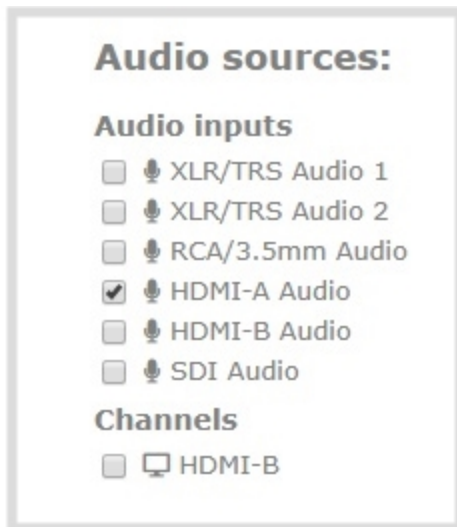 Audio sources:
Audio inputs
XLR/TRS Audio 1
XLR/TRS Audio 2
RCA/3.5mm Audio
HDMI-A Audio
HDMI-B Audio
SDI Audio
Channels
HDMI-B